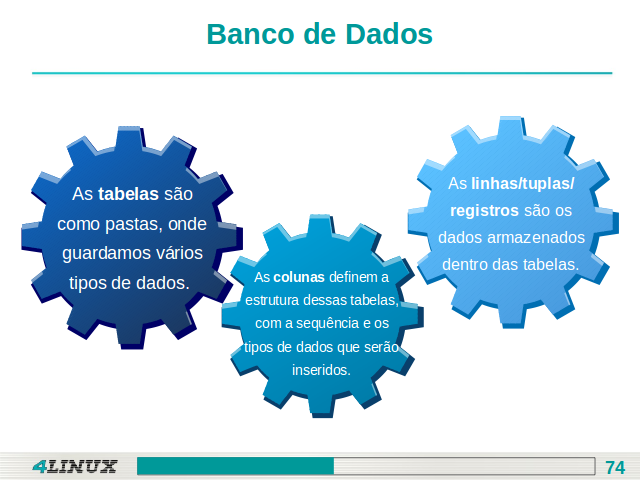 Banco de Dados
As tabelas são
como pastas, onde
guardamos vários
tipos de dados.
As colunas definem a
estrutura dessas tabelas,
com a sequência e os
tipos de dados que serão
inseridos.
As linhas/tuplas/
registros são os
dados armazenados
dentro das tabelas.
4LINUX
74